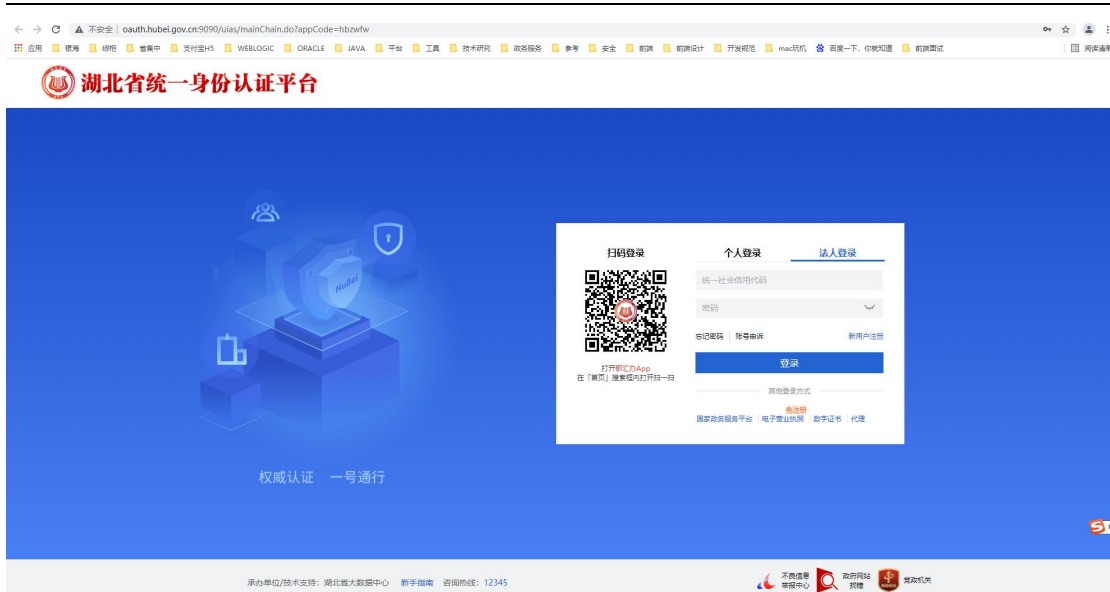 不安全 oauth.hubei.gov.cn:9090/uias/mainChain.do?appCode=hbzwfw
应用 银海 综柜 省集中 支付宝H5 WEBLOGIC ORACLE JAVA 平台 工具 技术研究 政务服务 参考 安全 前端 前端设计 开发规范 mac玩机 百度一下，你就知道 前端面试 阅读清单
湖北省统一身份认证平台
HuBei
权威认证 一号通行
扫码登录
打开鄂汇办App
在「首页」搜索框内打开扫一扫
个人登录 法人登录
统一社会信用代码
密码
忘记密码 账号申诉 新用户注册
登录
其他登录方式
免注册
国家政务服务平台 电子营业执照 数字证书 代理
承办单位/技术支持：湖北省大数据中心 新手指南 咨询热线：12345
不良信息
举报中心
政府网站
找错
党政机关